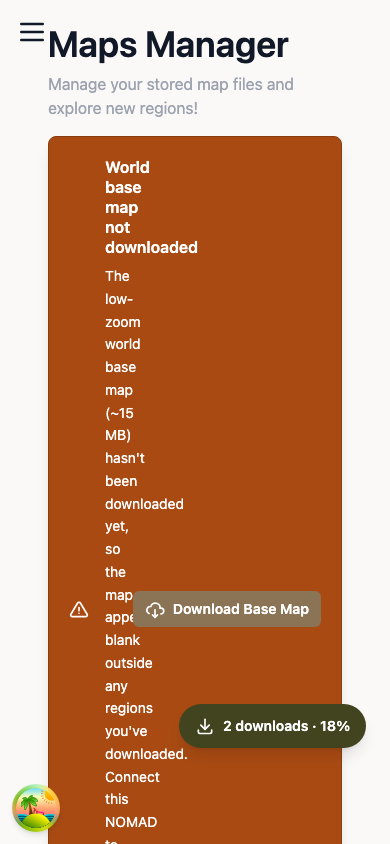 Maps Manager
Manage your stored map files and
explore new regions!
World
base
map
not
downloaded
The
low-
zoom
world
base
map
(~15
MB)
hasn't
been
downloaded
yet,
so
the
map
Download Base Map
blank
outside
any
regions
you've
2 downloads · 18%
downloaded.
Connect
this
NOMAD